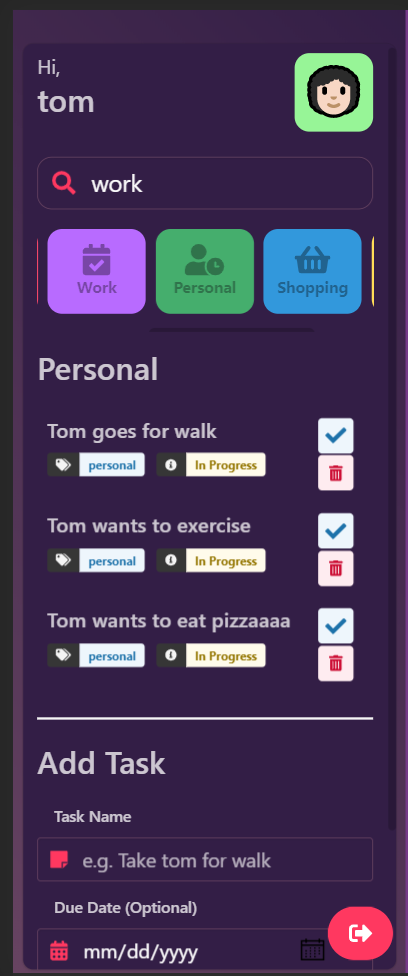 Hi,
tom
work
Work
Personal
Shopping
Personal
Tom goes for walk
personal
In Progress
Tom wants to exercise
personal
In Progress
Tom wants to eat pizzaaaa
personal
In Progress
Add Task
Task Name
e.g. Take tom for walk
Due Date (Optional)
mm/dd/yyyy